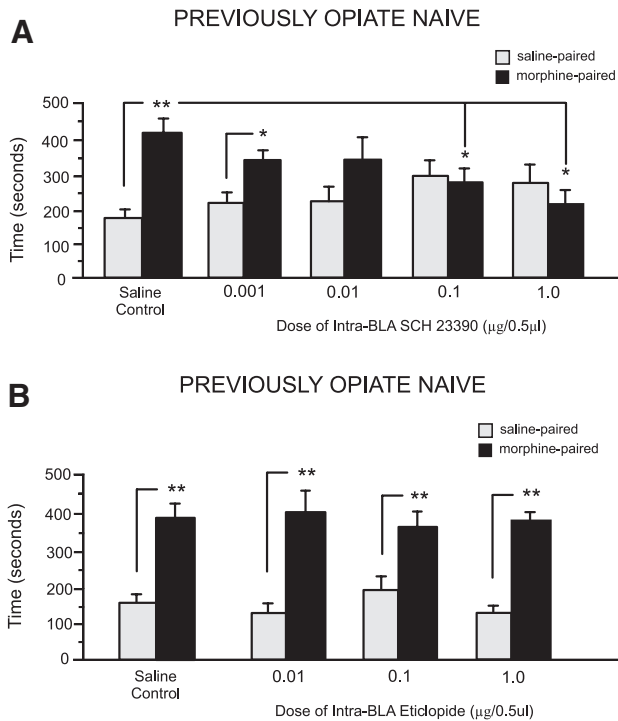 A
PREVIOUSLY OPIATE NAIVE
saline-paired
morphine-paired
Time (seconds)
500
400
300
200
100
0
**
*
*
*
Saline
Control
0.001
0.01
0.1
1.0
Dose of Intra-BLA SCH 23390 (µg/0.5µl)
B
PREVIOUSLY OPIATE NAIVE
saline-paired
morphine-paired
Time (seconds)
500
400
300
200
100
0
**
**
**
**
Saline
Control
0.01
0.1
1.0
Dose of Intra-BLA Eticlopide (µg/0.5ul)